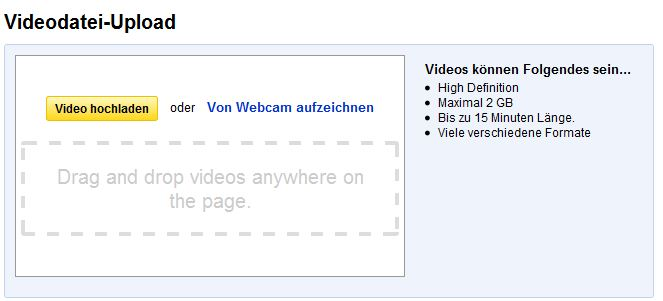 Videodatei-Upload
Video hochladen oder Von Webcam aufzeichnen
Drag and drop videos anywhere on
the page.
Videos können Folgendes sein...
High Definition
Maximal 2 GB
Bis zu 15 Minuten Länge.
Viele verschiedene Formate